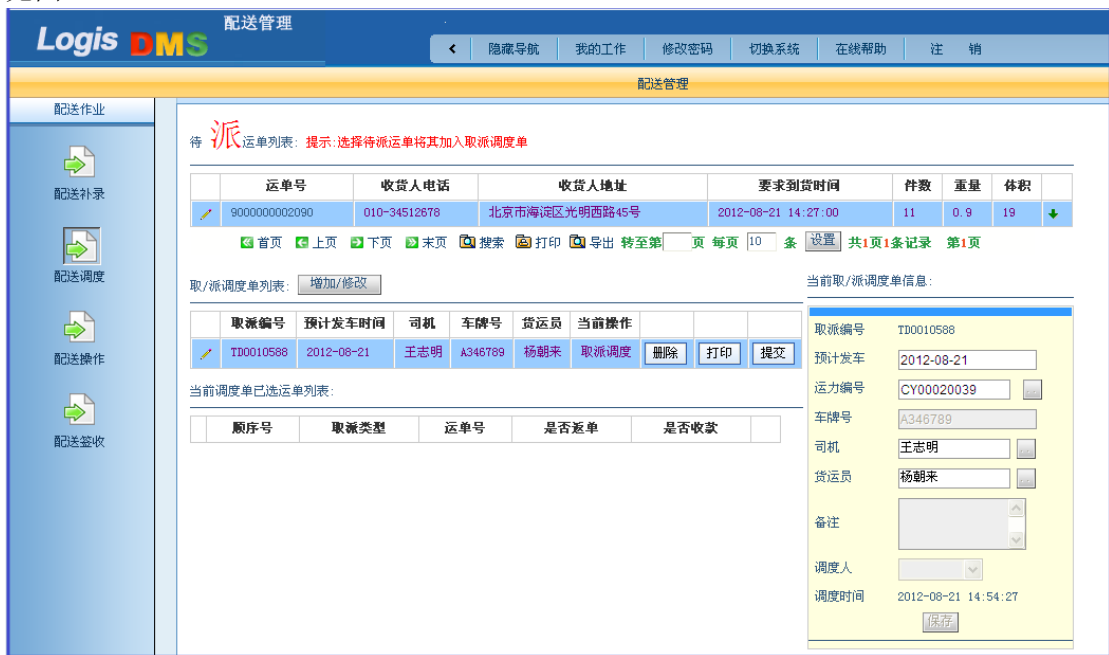 Logis DMS 配送管理
隐藏导航 我的工作 修改密码 切换系统 在线帮助 注 销
配送管理
配送作业
配送补录
配送调度
配送操作
配送签收
待 派 运单列表: 提示:选择待派运单将其加入取派调度单
运单号 收货人电话 收货人地址 要求到货时间 件数 重量 体积
9000000002090 010-34512678 北京市海淀区光明西路45号 2012-08-21 14:27:00 11 0.9 19
首页 上页 下页 末页 搜索 打印 导出 转至第 页 每页 10 条 设置 共1页1条记录 第1页
取/派调度单列表: 增加/修改
取派编号 预计发车时间 司机 车牌号 货运员 当前操作
TD0010588 2012-08-21 王志明 A346789 杨朝来 取派调度 删除 打印 提交
当前调度单已选运单列表:
顺序号 取派类型 运单号 是否返单 是否收款
当前取/派调度单信息:
取派编号 TD0010588
预计发车 2012-08-21
运力编号 CY00020039 ...
车牌号 A346789
司机 王志明 ...
货运员 杨朝来 ...
备注
调度人
调度时间 2012-08-21 14:54:27
保存